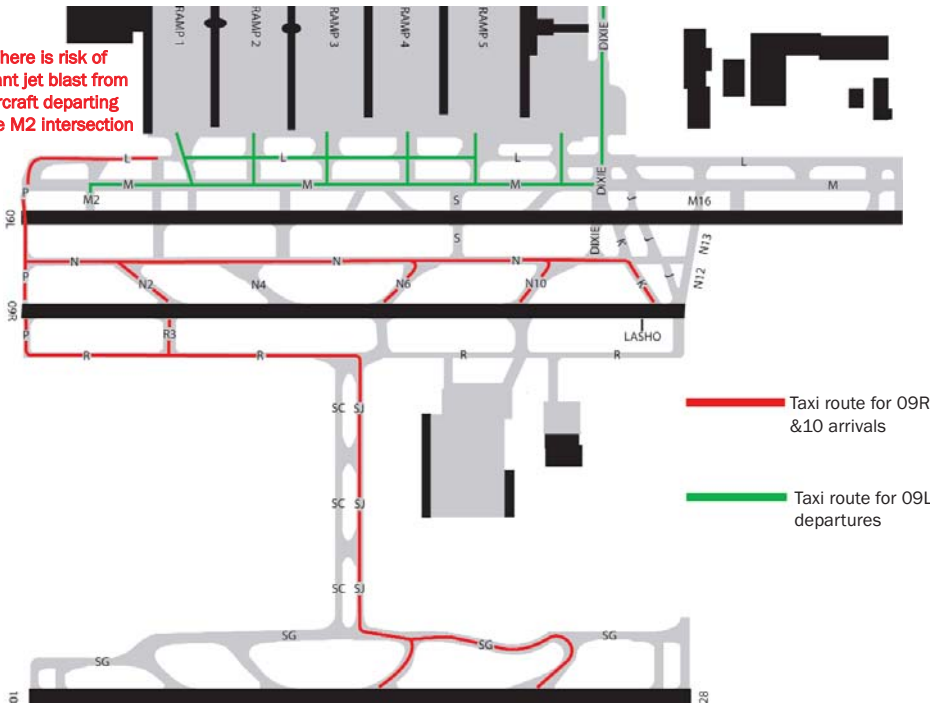 RAMP 1
RAMP 2
RAMP 3
RAMP 4
RAMP 5
DIXIE
here is risk of
ant jet blast from
rcraft departing
e M2 intersection
L
L
L
L
P
M
M
M
DIXIE
M
M2
S
J
M16
09L
S
DIXIE
K
J
N13
N
N
N
P
N2
N4
N6
N10
K
J
N12
09R
P
R3
LASHO
R
R
R
R
Taxi route for 09R
&10 arrivals
SC
SJ
Taxi route for 09L
departures
SC
SJ
SC
SJ
SG
SG
SG
SG
10
28